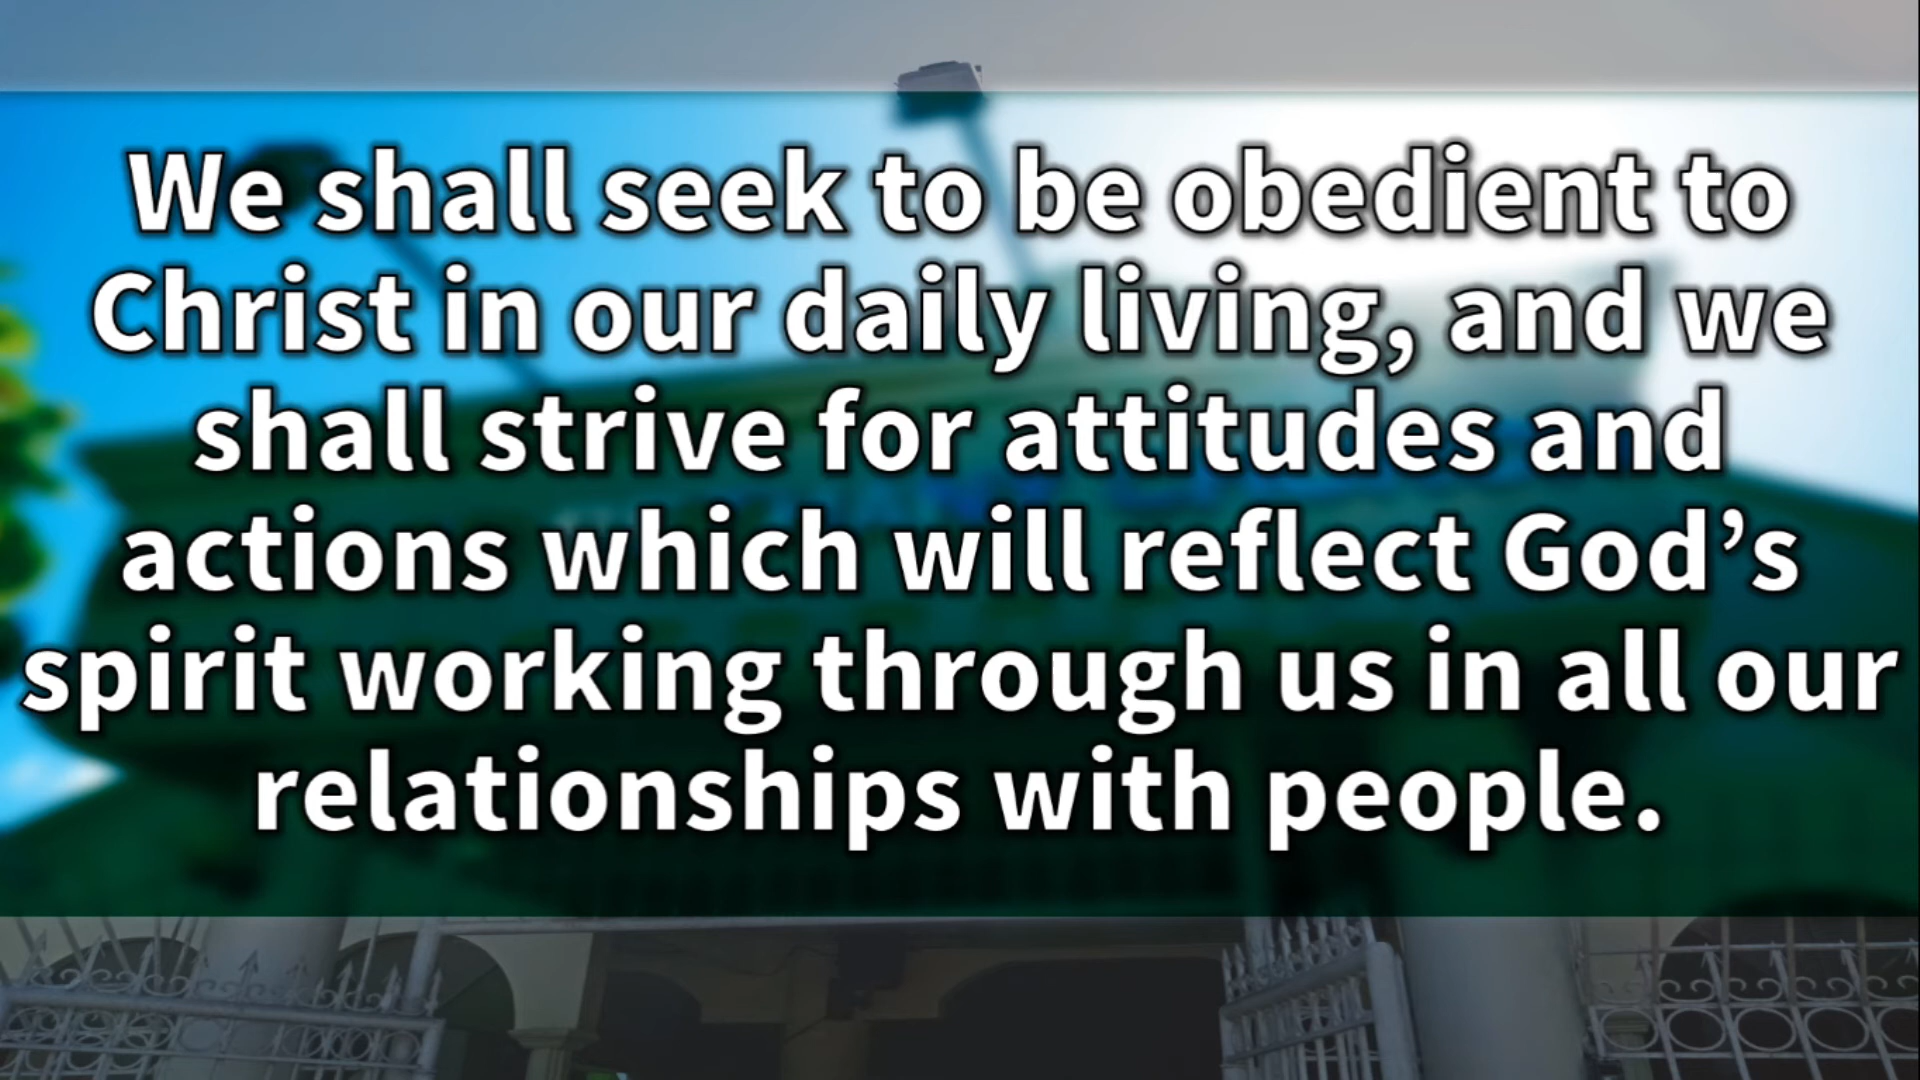 We shall seek to be obedient to
Christ in our daily living, and we
shall strive for attitudes and
actions which will reflect God’s
spirit working through us in all our
relationships with people.